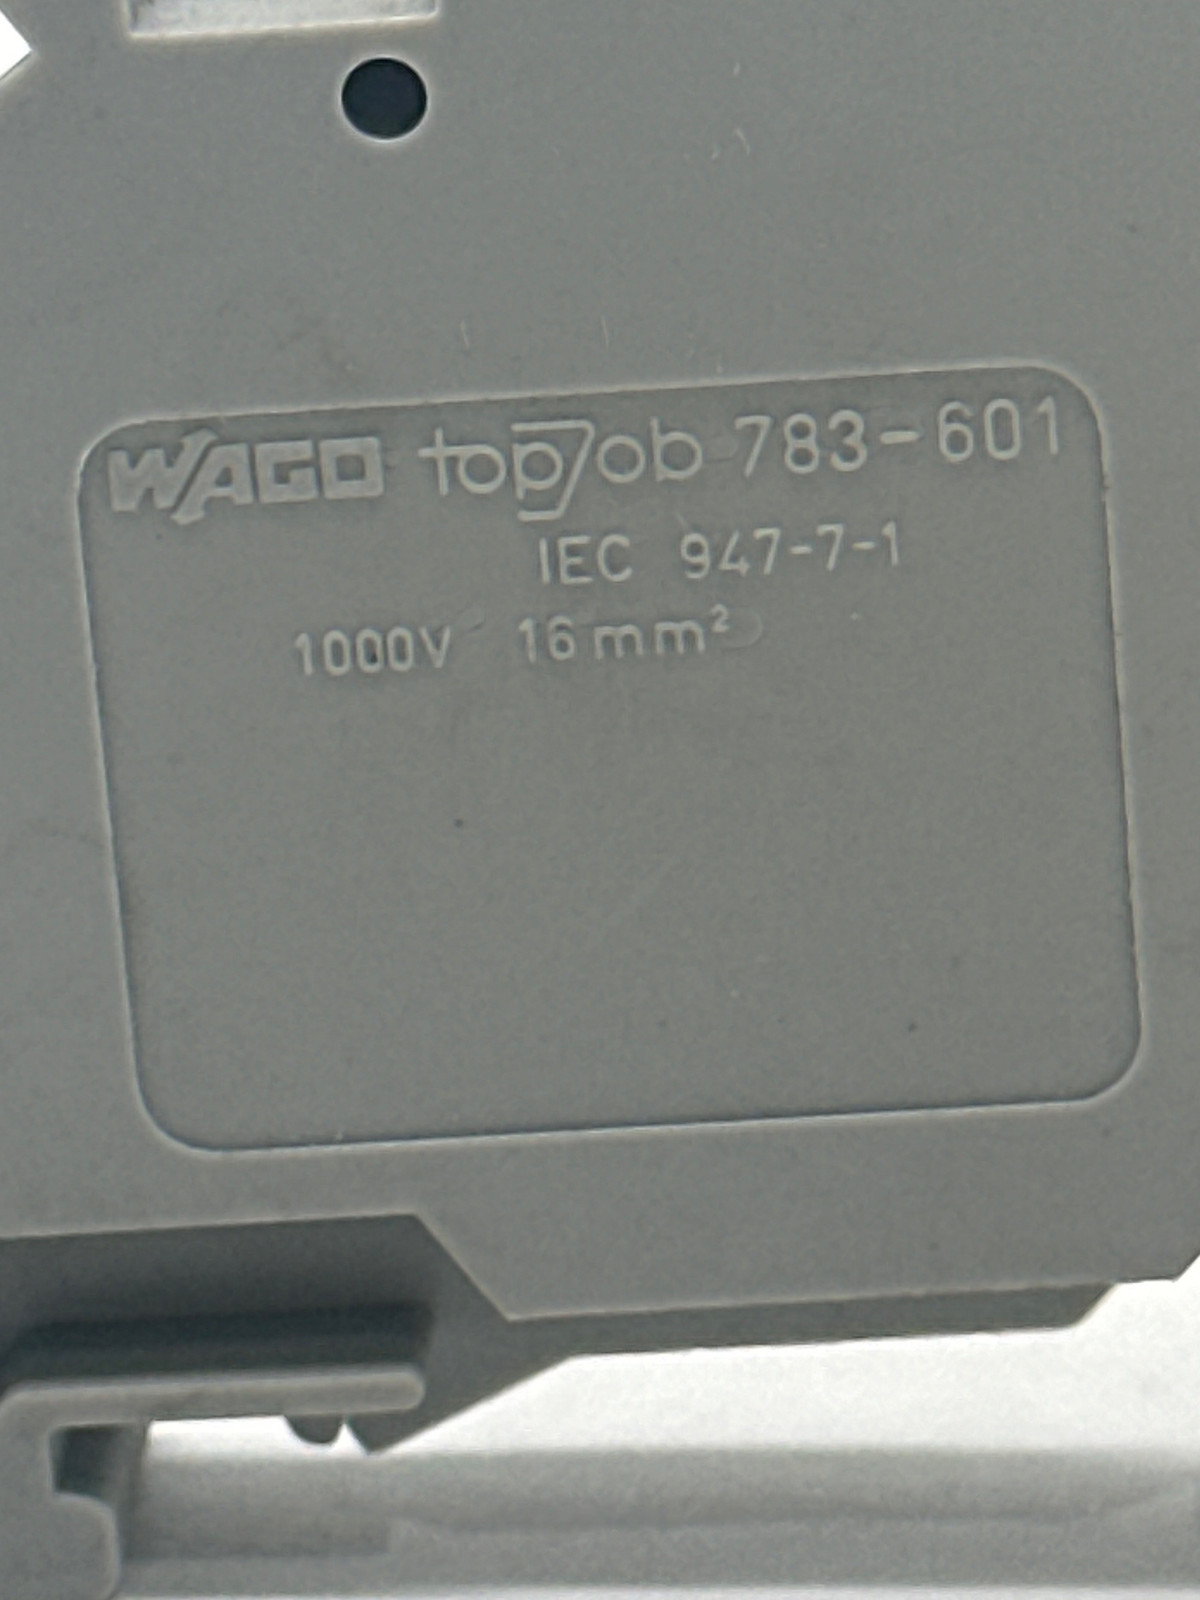 WAGO topJob 783-601
IEC 947-7-1
1000V 16mm²